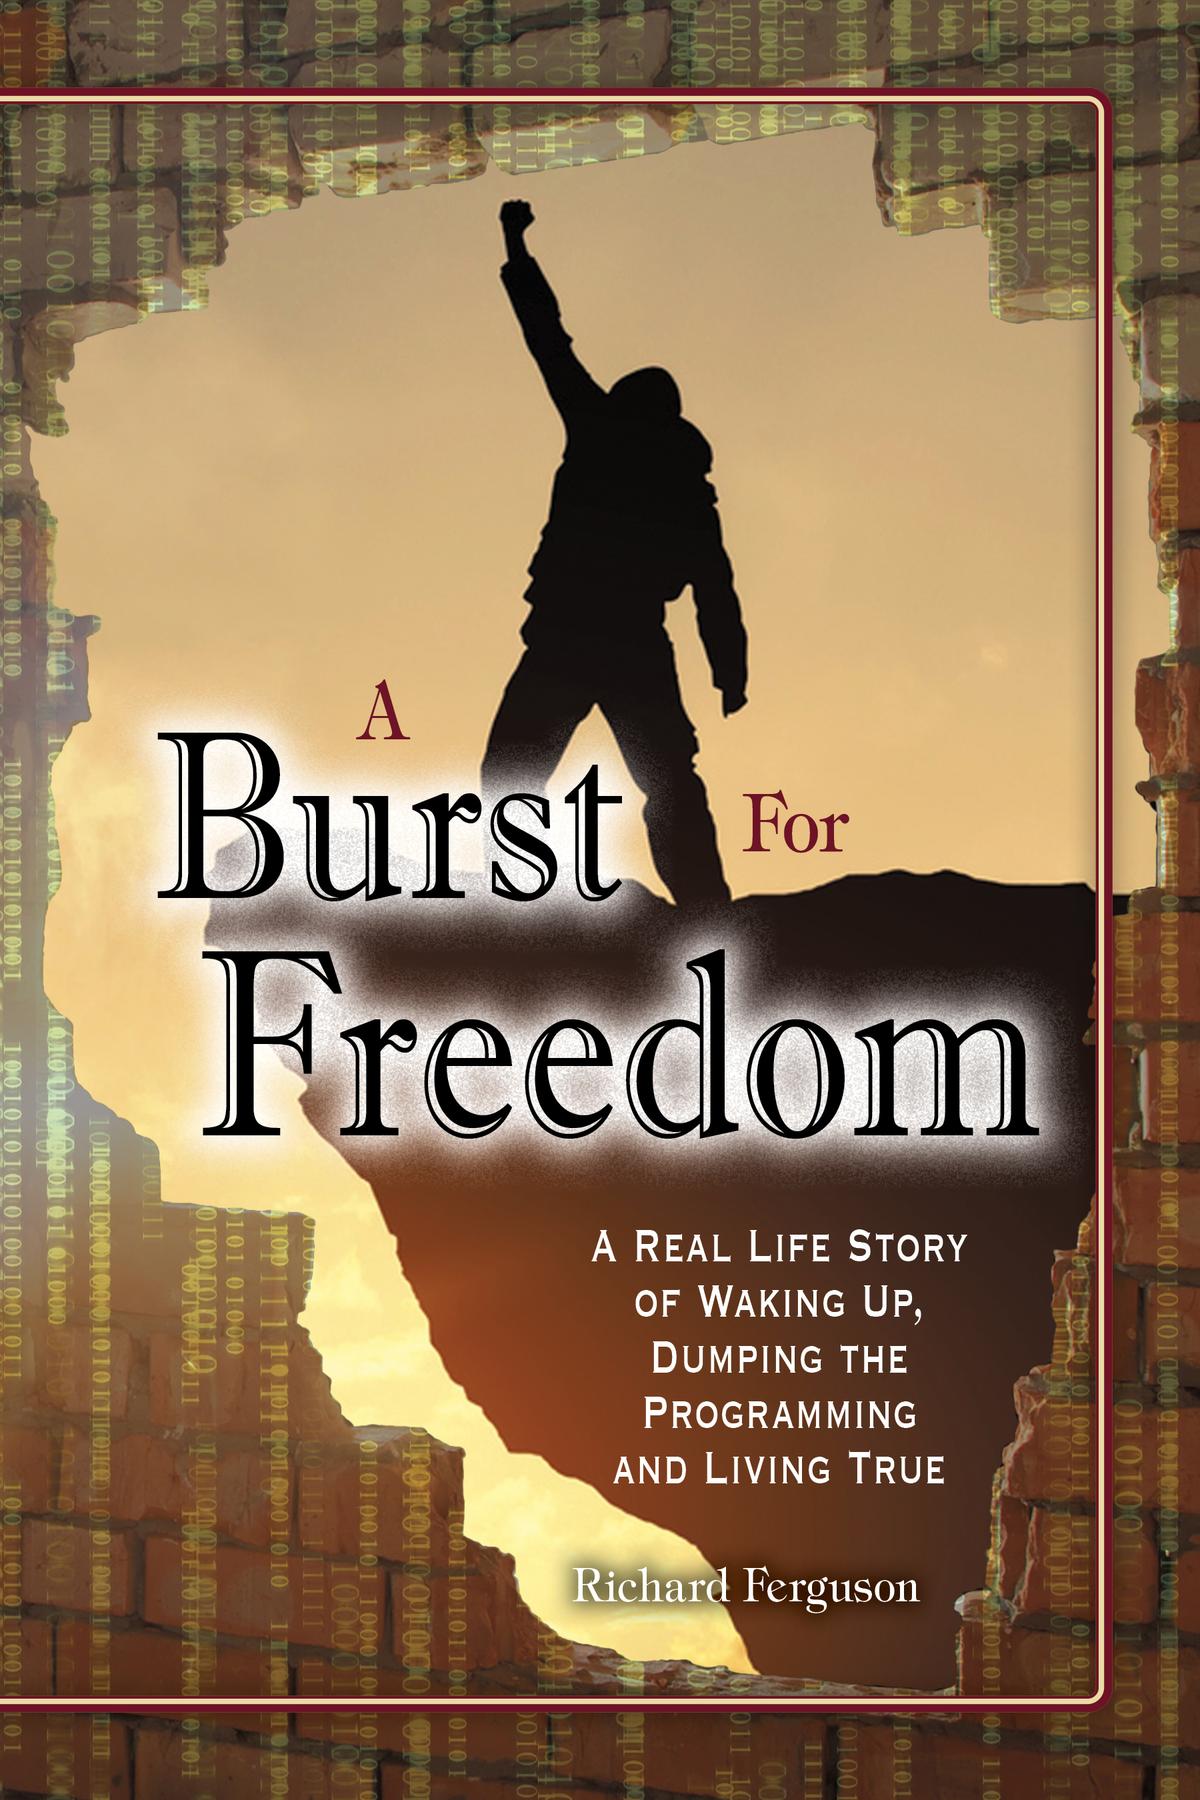 A
Burst For
Freedom
A Real Life Story
of Waking Up,
Dumping the
Programming
and Living True
Richard Ferguson